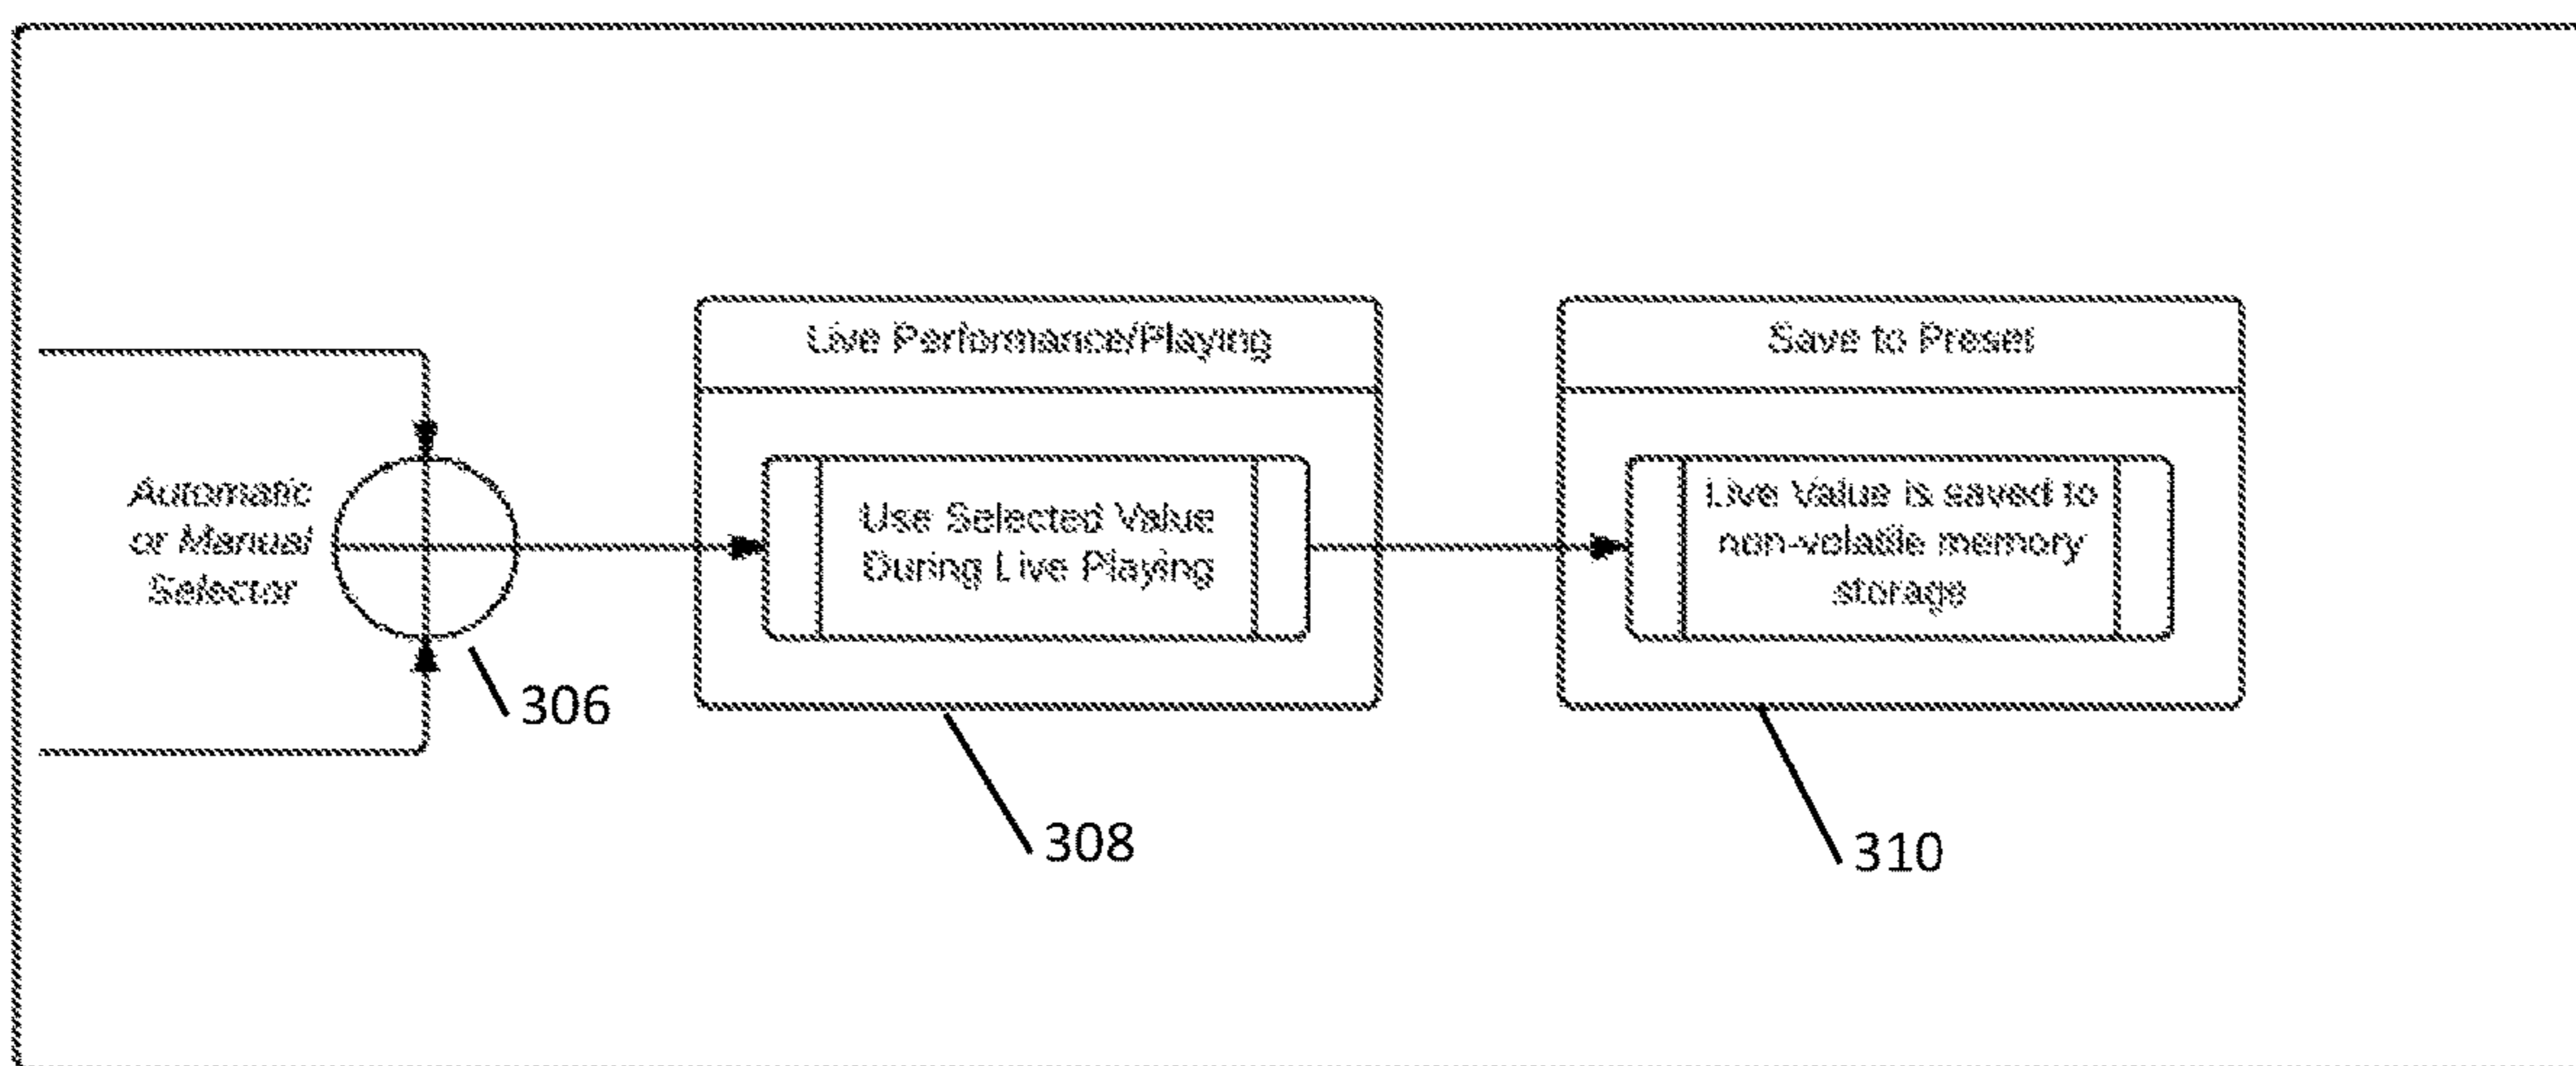 Automatic
or Manual
Selector
306
Live Performance/Playing
Use Selected Value
During Live Playing
308
Save to Preset
Live Value is saved to
non-volatile memory
storage
310